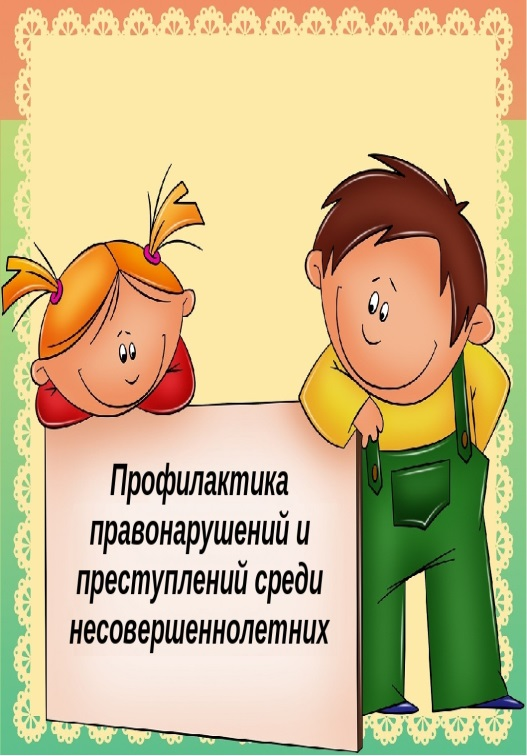 Профилактика
правонарушений и
преступлений среди
несовершеннолетних